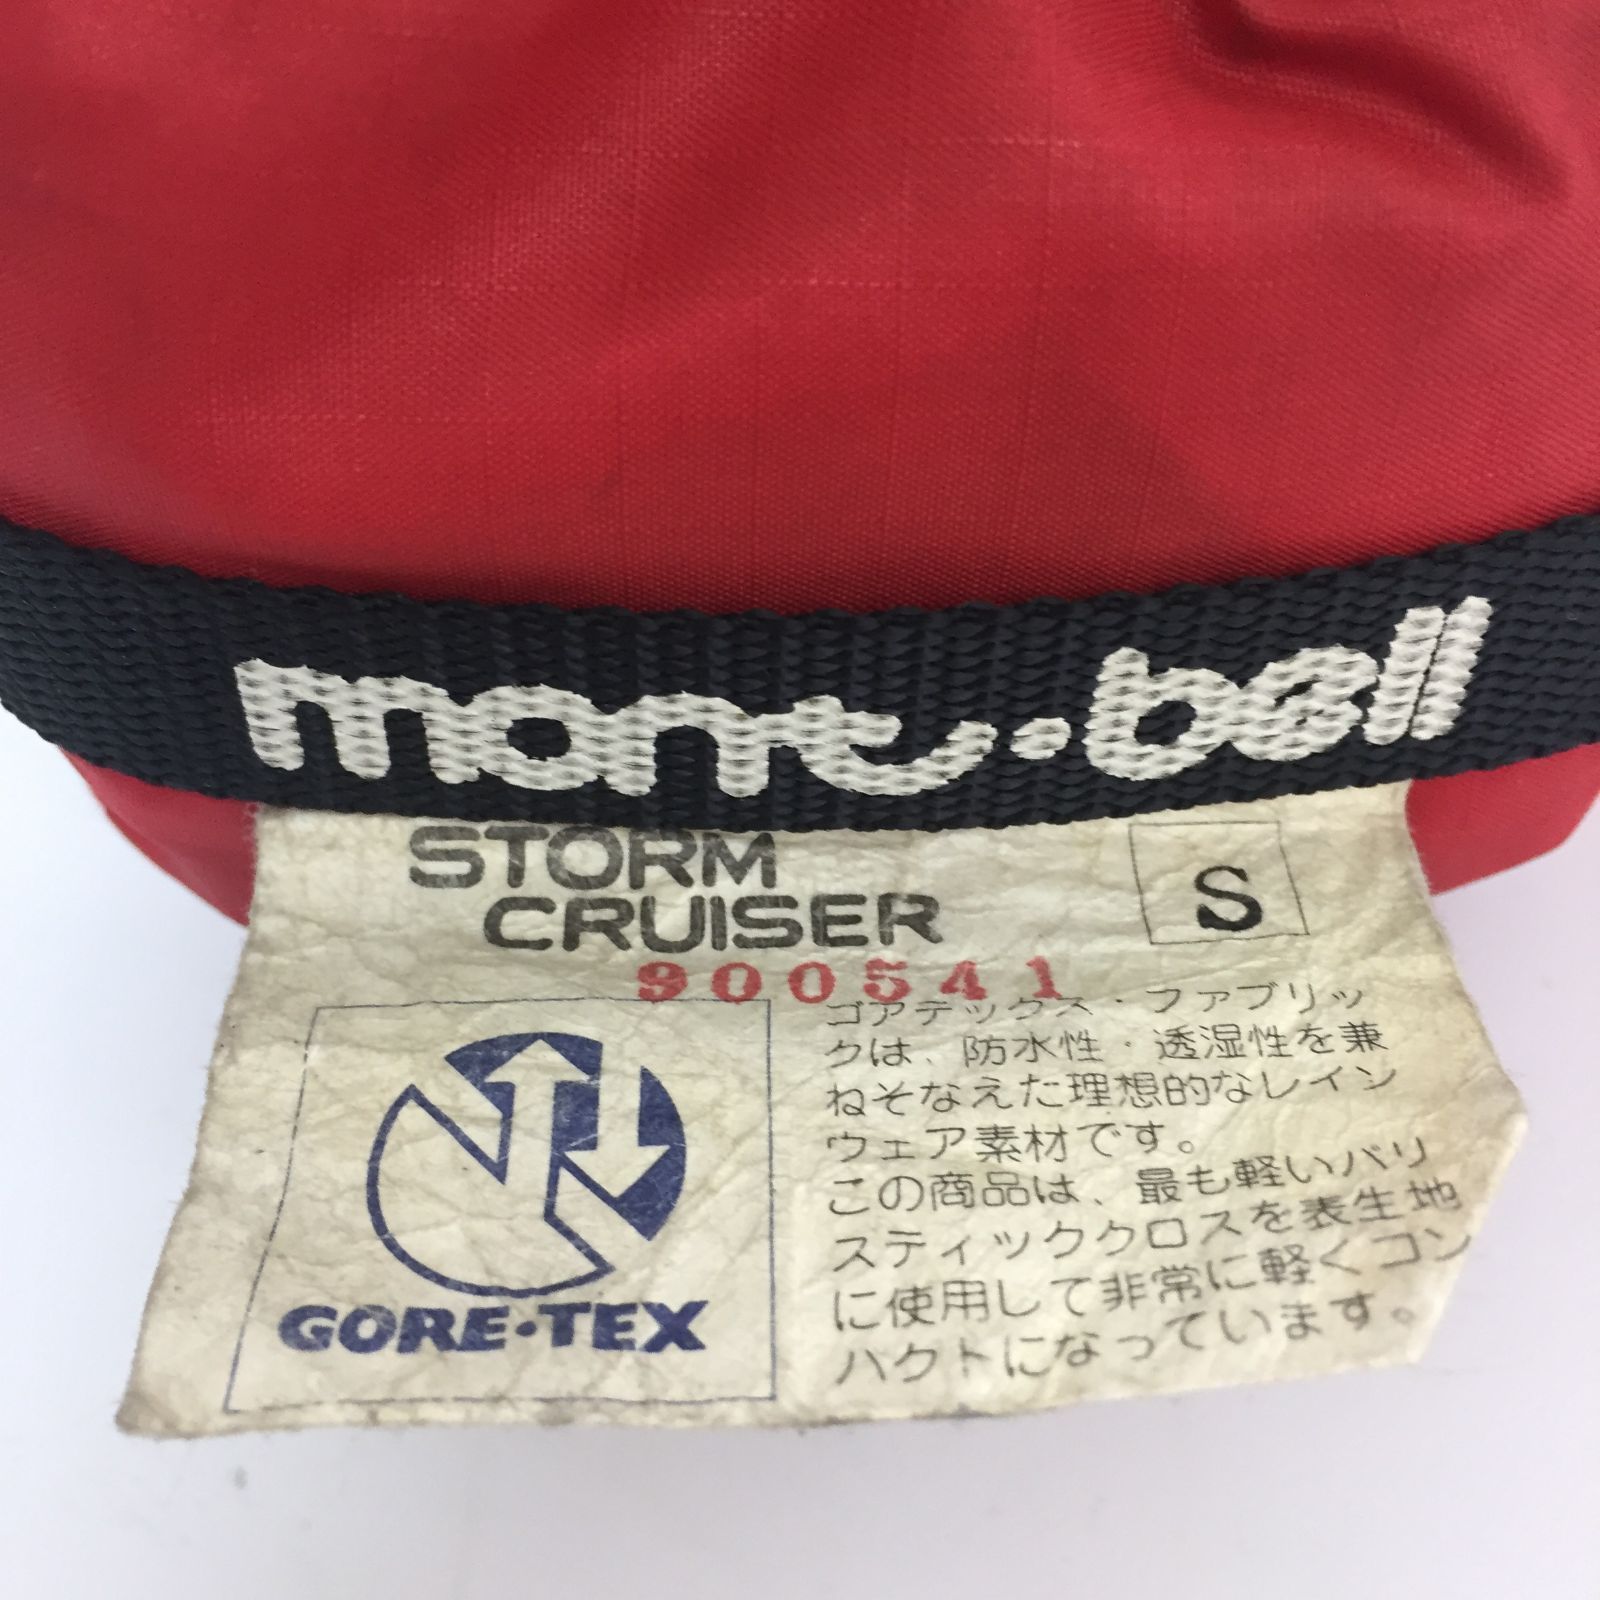 mont・bell
STORM
CRUISER
S
900541
GORE・TEX
ゴアテックス・ファブリッ
クは、防水性・透湿性を兼
ねそなえた理想的なレイン
ウェア素材です。
この商品は、最も軽いバリ
スティッククロスを表生地
に使用して非常に軽くコン
パクトになっています。